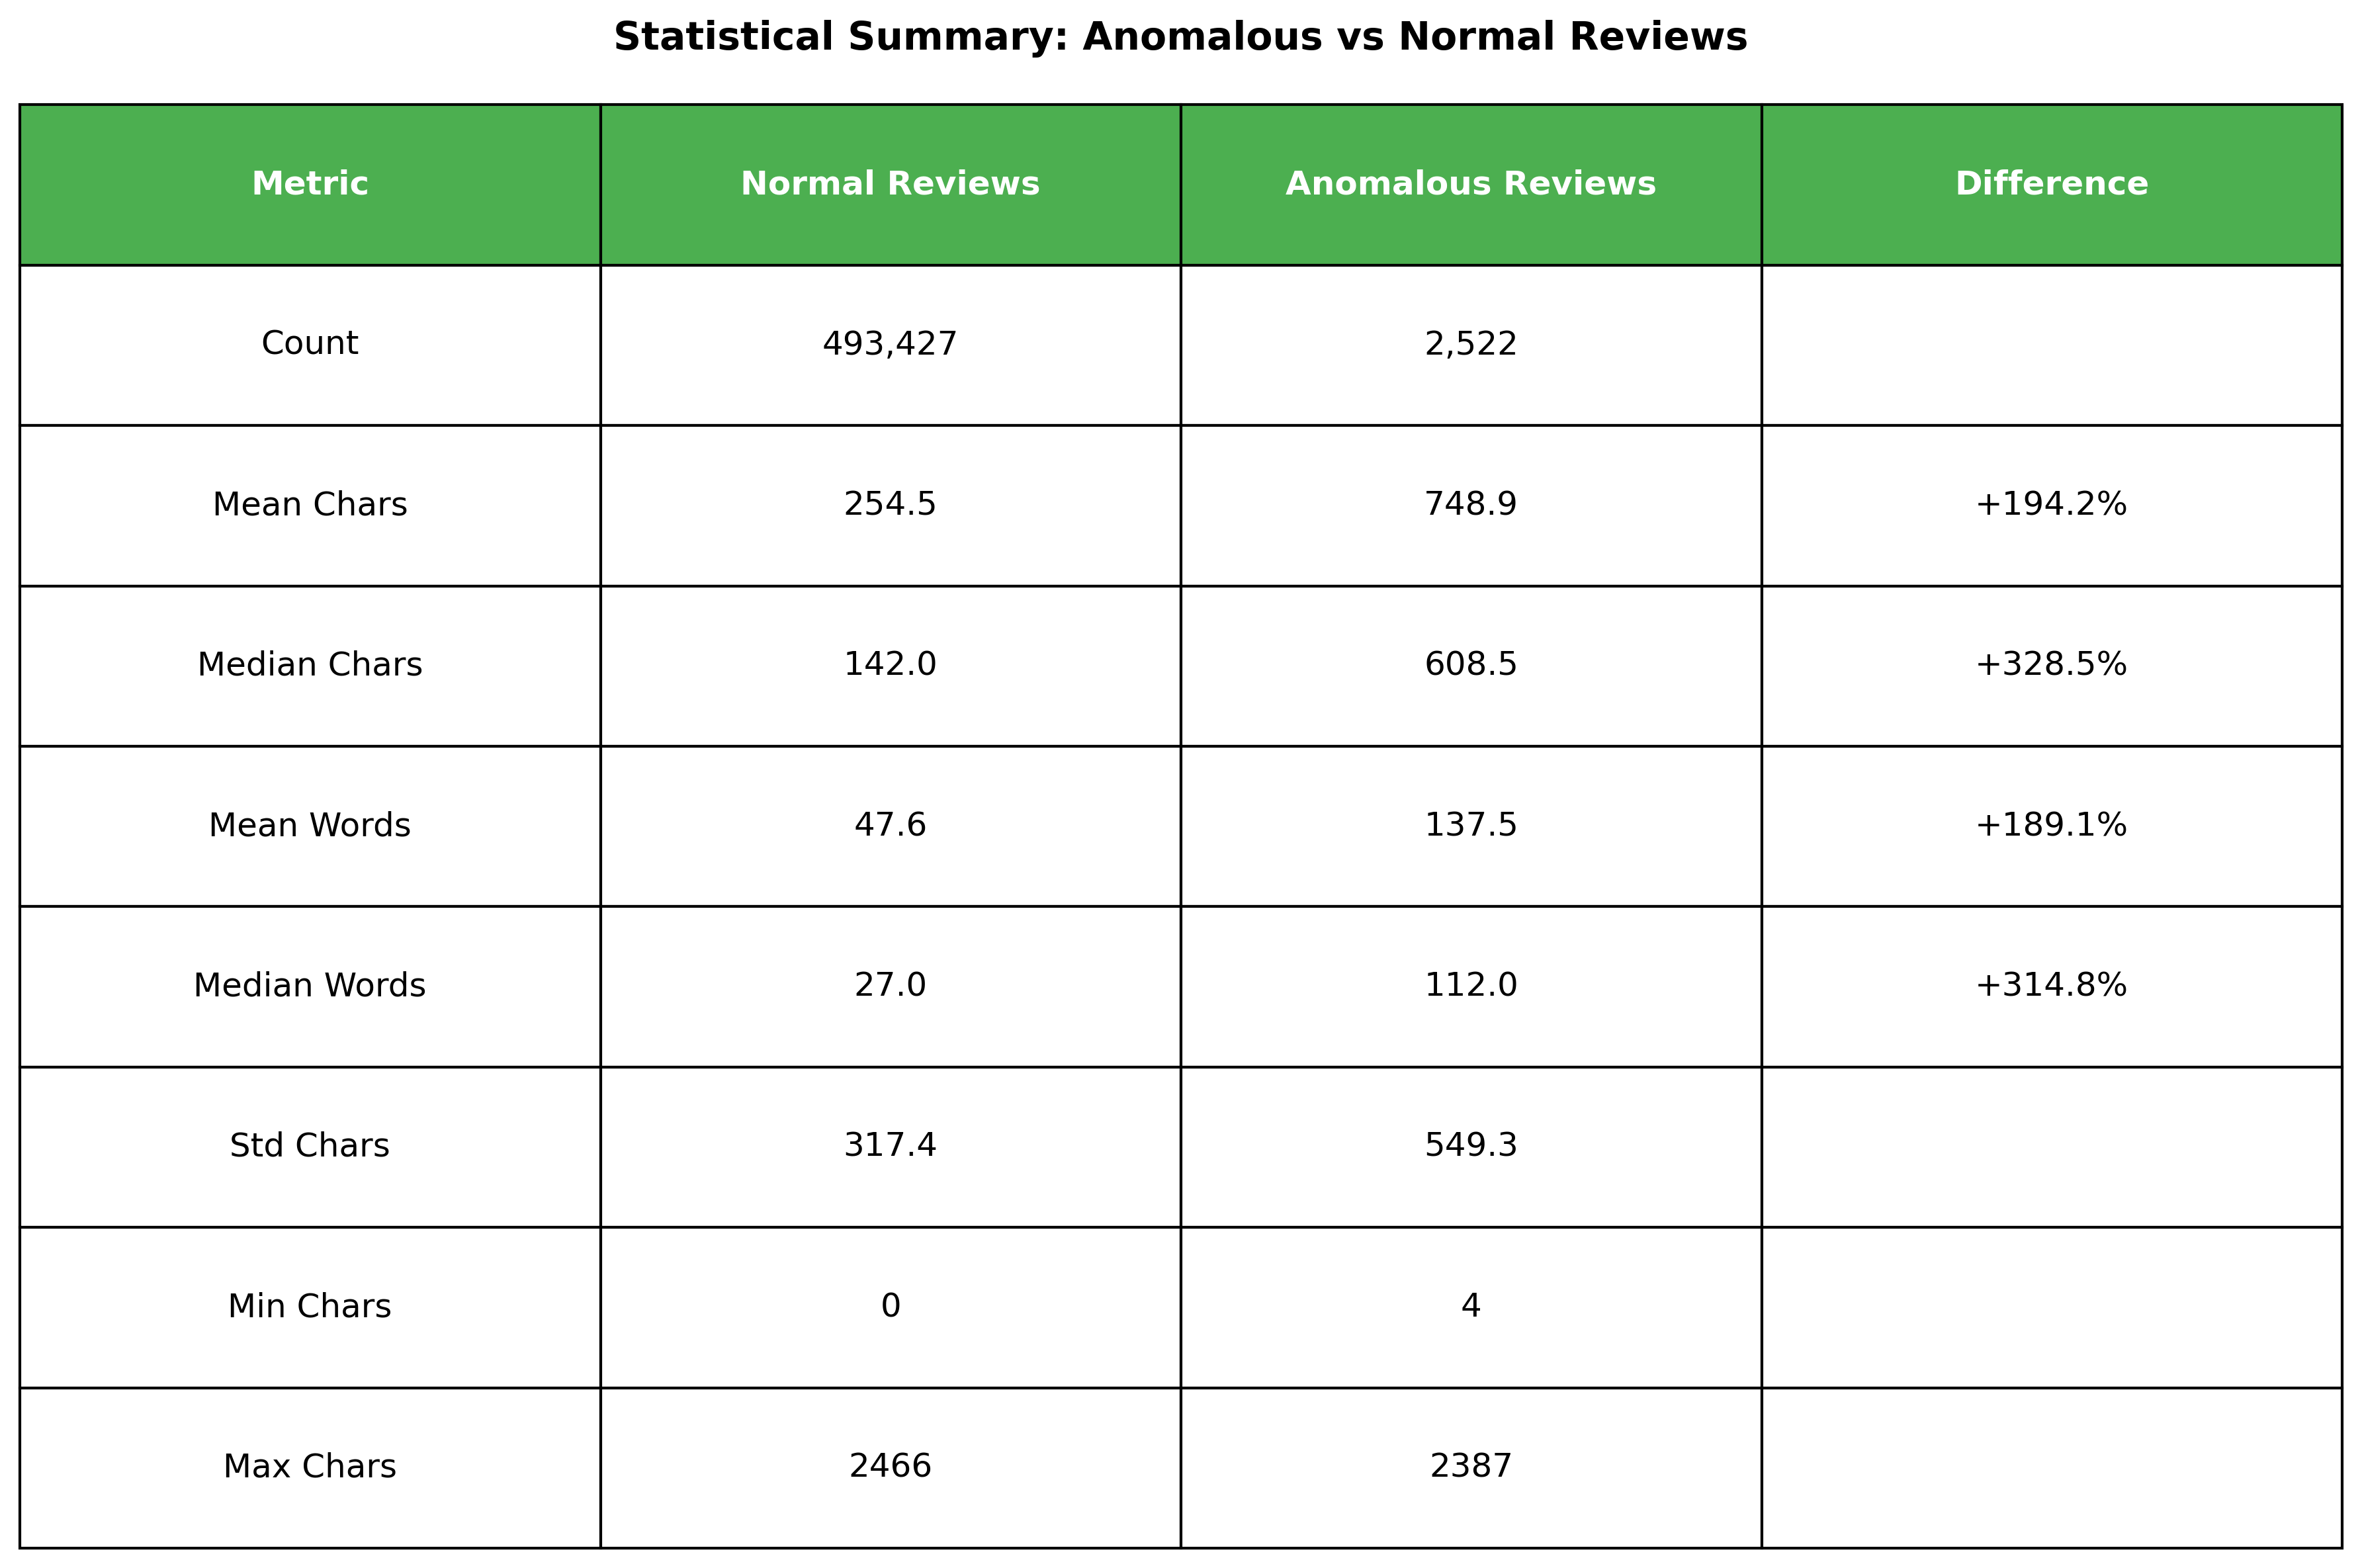 Statistical Summary: Anomalous vs Normal Reviews
Metric Normal Reviews Anomalous Reviews Difference
Count 493,427 2,522
Mean Chars 254.5 748.9 +194.2%
Median Chars 142.0 608.5 +328.5%
Mean Words 47.6 137.5 +189.1%
Median Words 27.0 112.0 +314.8%
Std Chars 317.4 549.3
Min Chars 0 4
Max Chars 2466 2387